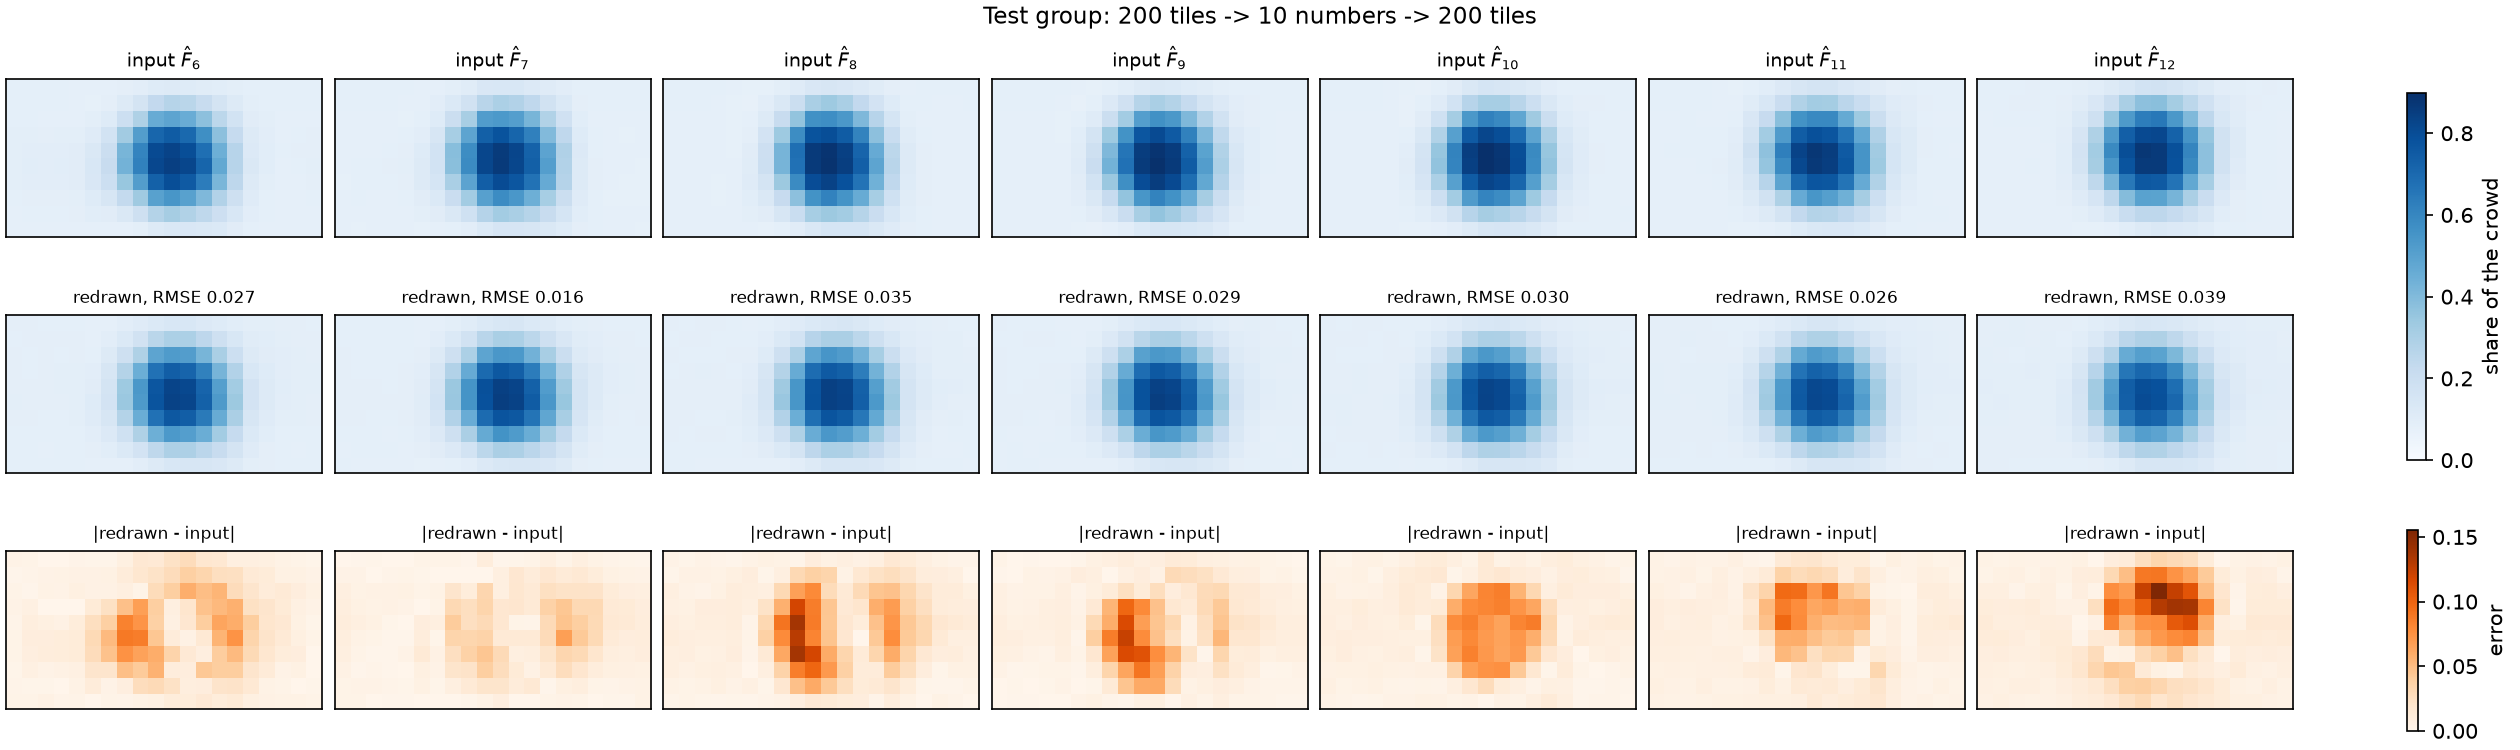 Test group: 200 tiles -> 10 numbers -> 200 tiles
input F̂₆
input F̂₇
input F̂₈
input F̂₉
input F̂₁₀
input F̂₁₁
input F̂₁₂
redrawn, RMSE 0.027
redrawn, RMSE 0.016
redrawn, RMSE 0.035
redrawn, RMSE 0.029
redrawn, RMSE 0.030
redrawn, RMSE 0.026
redrawn, RMSE 0.039
|redrawn - input|
|redrawn - input|
|redrawn - input|
|redrawn - input|
|redrawn - input|
|redrawn - input|
|redrawn - input|
0.8
0.6
0.4
0.2
0.0
share of the crowd
0.15
0.10
0.05
0.00
error